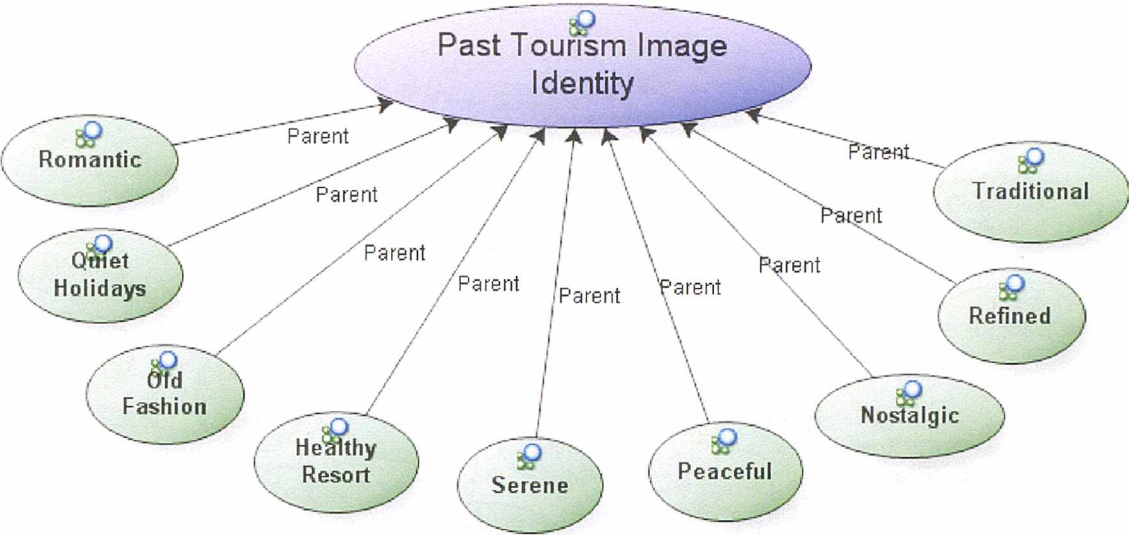 Past Tourism Image
Identity
Parent
Romantic
Parent
Quiet
Holidays
Parent
Old
Fashion
Parent
Healthy
Resort
Parent
Serene
Parent
Peaceful
Parent
Nostalgic
Parent
Refined
Parent
Traditional